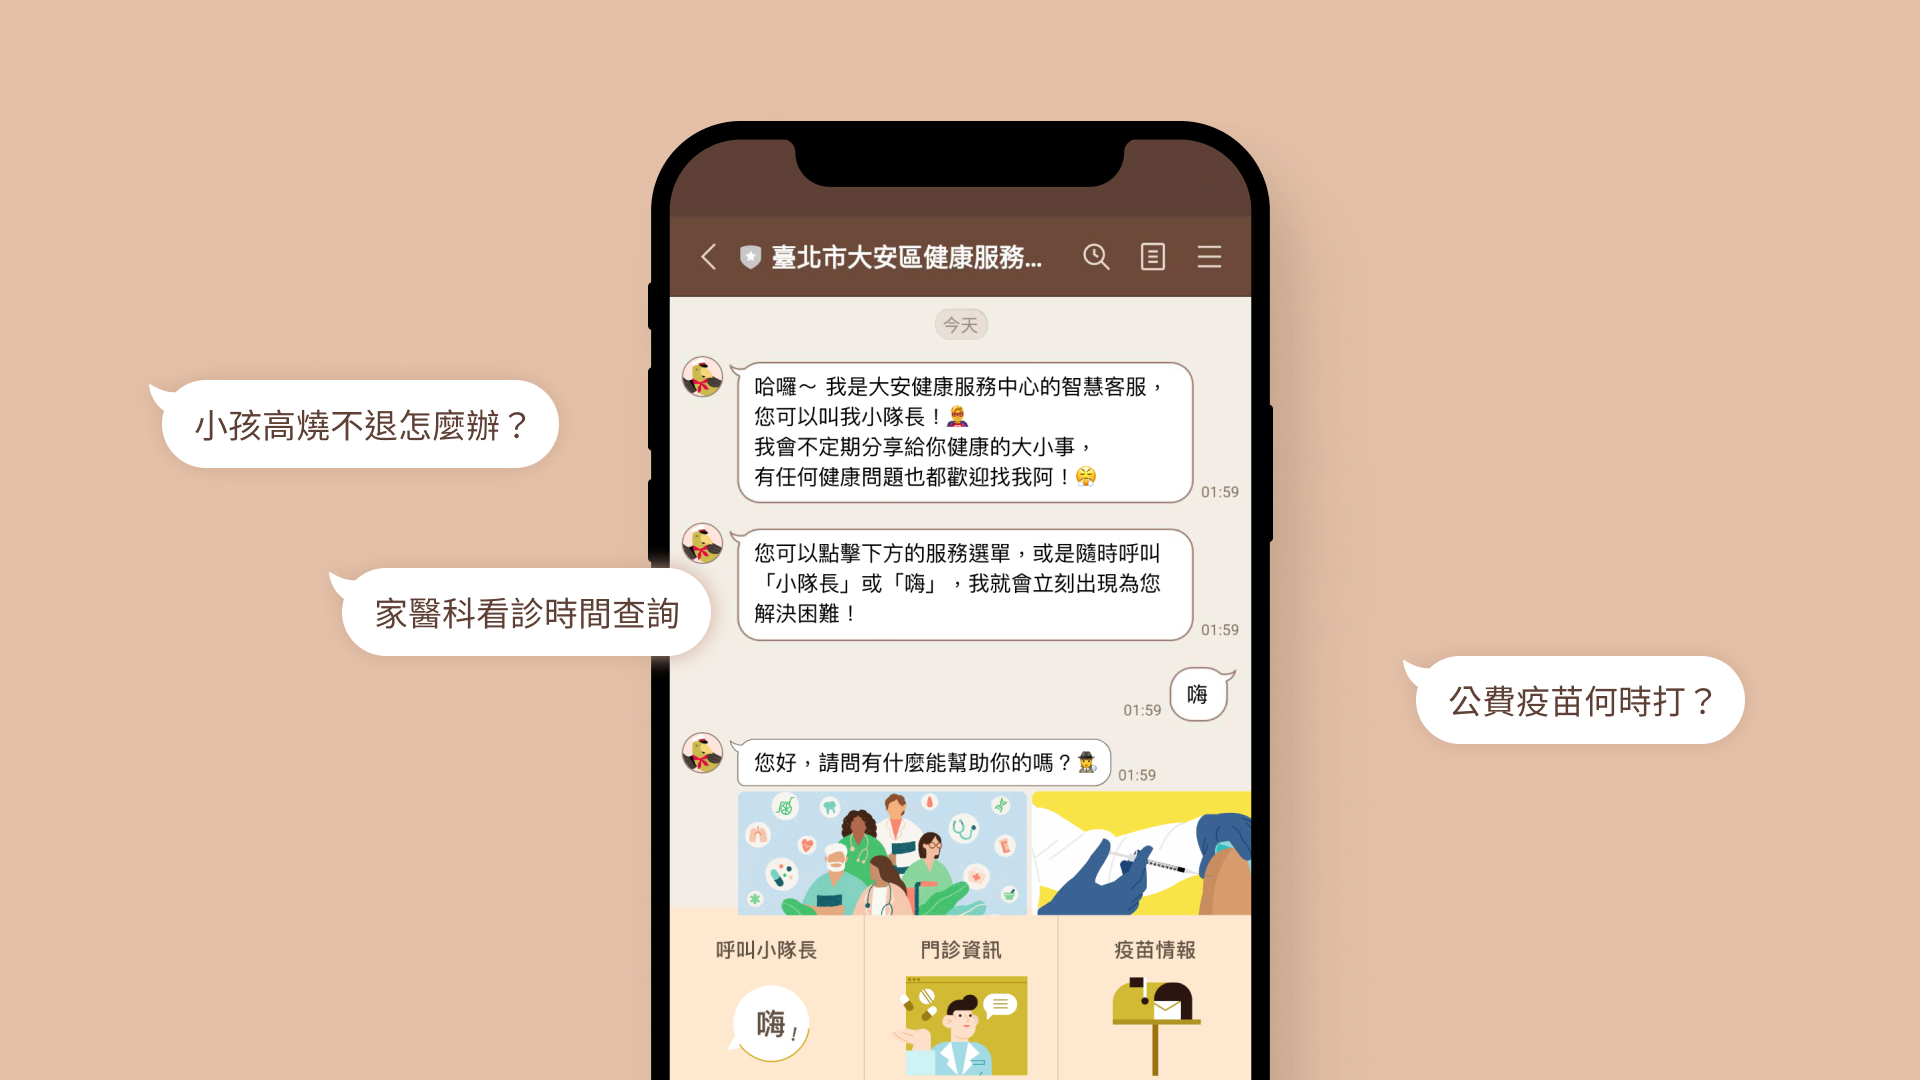 臺北市大安區健康服務...
今天
哈囉～ 我是大安健康服務中心的智慧客服，
您可以叫我小隊長！
我會不定期分享給你健康的大小事，
有任何健康問題也都歡迎找我阿！
01:59
小孩高燒不退怎麼辦？
您可以點擊下方的服務選單，或是隨時呼叫
「小隊長」或「嗨」，我就會立刻出現為您
解決困難！
01:59
家醫科看診時間查詢
嗨
01:59
公費疫苗何時打？
您好，請問有什麼能幫助你的嗎？
01:59
呼叫小隊長
門診資訊
疫苗情報
嗨！